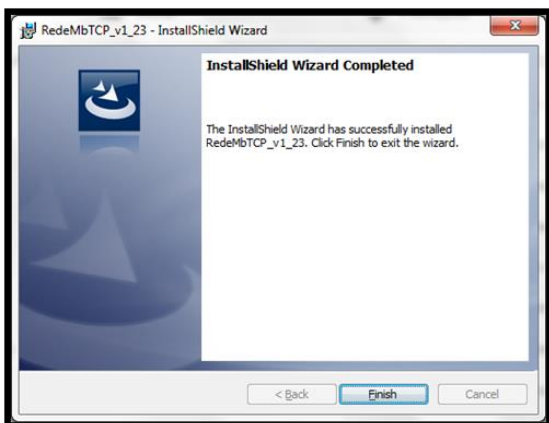 RedeMbTCP_v1_23 - InstallShield Wizard
InstallShield Wizard Completed
The InstallShield Wizard has successfully installed
RedeMbTCP_v1_23. Click Finish to exit the wizard.
< Back
Finish
Cancel